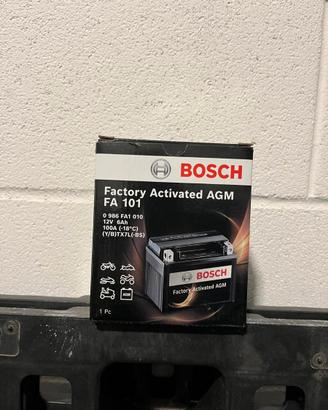 BOSCH
Factory Activated AGM
FA 101
0 986 FA1 010
12V 6Ah
100A (-18°C)
(Y/B)TX7L(-BS)
BOSCH
Factory Activated AGM
AGM
1 Pc